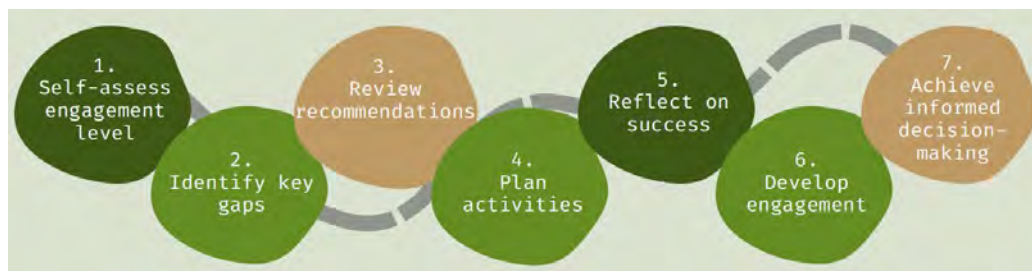 1.
Self-assess
engagement
level
2.
Identify key
gaps
3.
Review
recommendations
4.
Plan
activities
5.
Reflect on
success
6.
Develop
engagement
7.
Achieve
informed
decision-
making